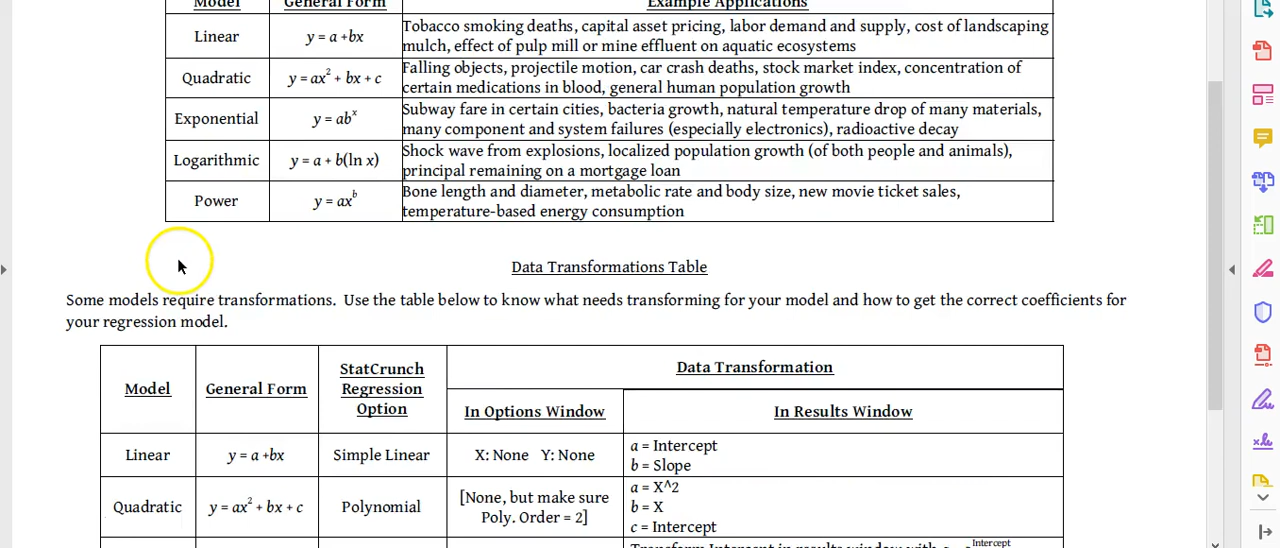 Model General Form Example Applications
Linear y = a +bx Tobacco smoking deaths, capital asset pricing, labor demand and supply, cost of landscaping
mulch, effect of pulp mill or mine effluent on aquatic ecosystems
Quadratic y = ax² + bx + c Falling objects, projectile motion, car crash deaths, stock market index, concentration of
certain medications in blood, general human population growth
Exponential y = abˣ Subway fare in certain cities, bacteria growth, natural temperature drop of many materials,
many component and system failures (especially electronics), radioactive decay
Logarithmic y = a + b(ln x) Shock wave from explosions, localized population growth (of both people and animals),
principal remaining on a mortgage loan
Power y = axᵇ Bone length and diameter, metabolic rate and body size, new movie ticket sales,
temperature-based energy consumption
Data Transformations Table
Some models require transformations. Use the table below to know what needs transforming for your model and how to get the correct coefficients for
your regression model.
Model General Form StatCrunch
Regression
Option
Data Transformation
In Options Window In Results Window
Linear y = a +bx Simple Linear X: None Y: None a = Intercept
b = Slope
Quadratic y = ax² + bx + c Polynomial [None, but make sure
Poly. Order = 2]
a = X^2
b = X
c = Intercept
Transform Intercept in results window with
Intercept